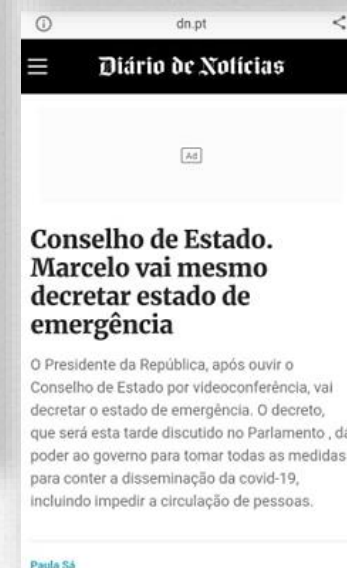 dn.pt
Diário de Notícias
Ad
Conselho de Estado.
Marcelo vai mesmo
decretar estado de
emergência
O Presidente da República, após ouvir o
Conselho de Estado por videoconferência, vai
decretar o estado de emergência. O decreto,
que será esta tarde discutido no Parlamento , dá
poder ao governo para tomar todas as medidas
para conter a disseminação da covid-19,
incluindo impedir a circulação de pessoas.
Paula Sá